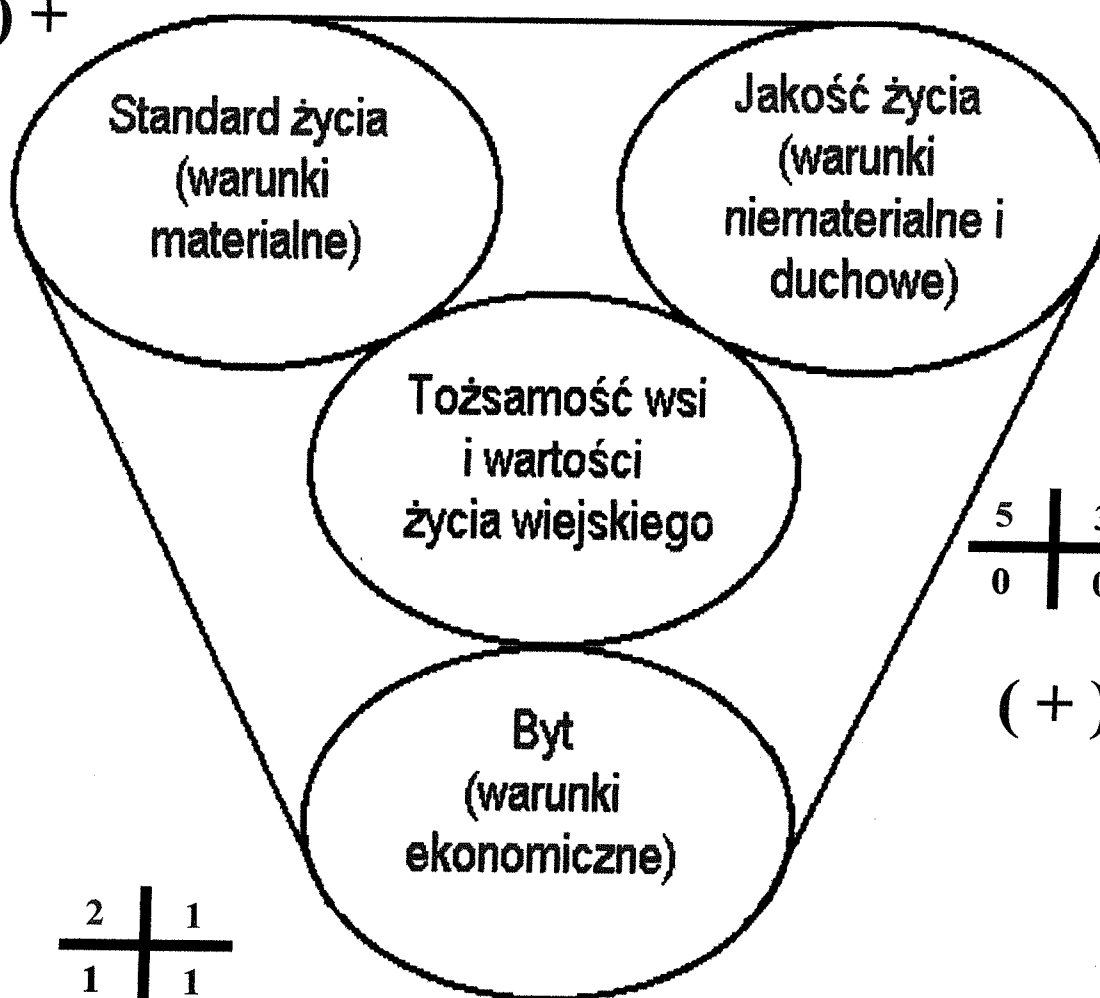 ) +
Standard życia
(warunki
materialne)
Jakość życia
(warunki
niematerialne i
duchowe)
Tożsamość wsi
i wartości
życia wiejskiego
5
0
( + )
Byt
(warunki
ekonomiczne)
2 1
1 1